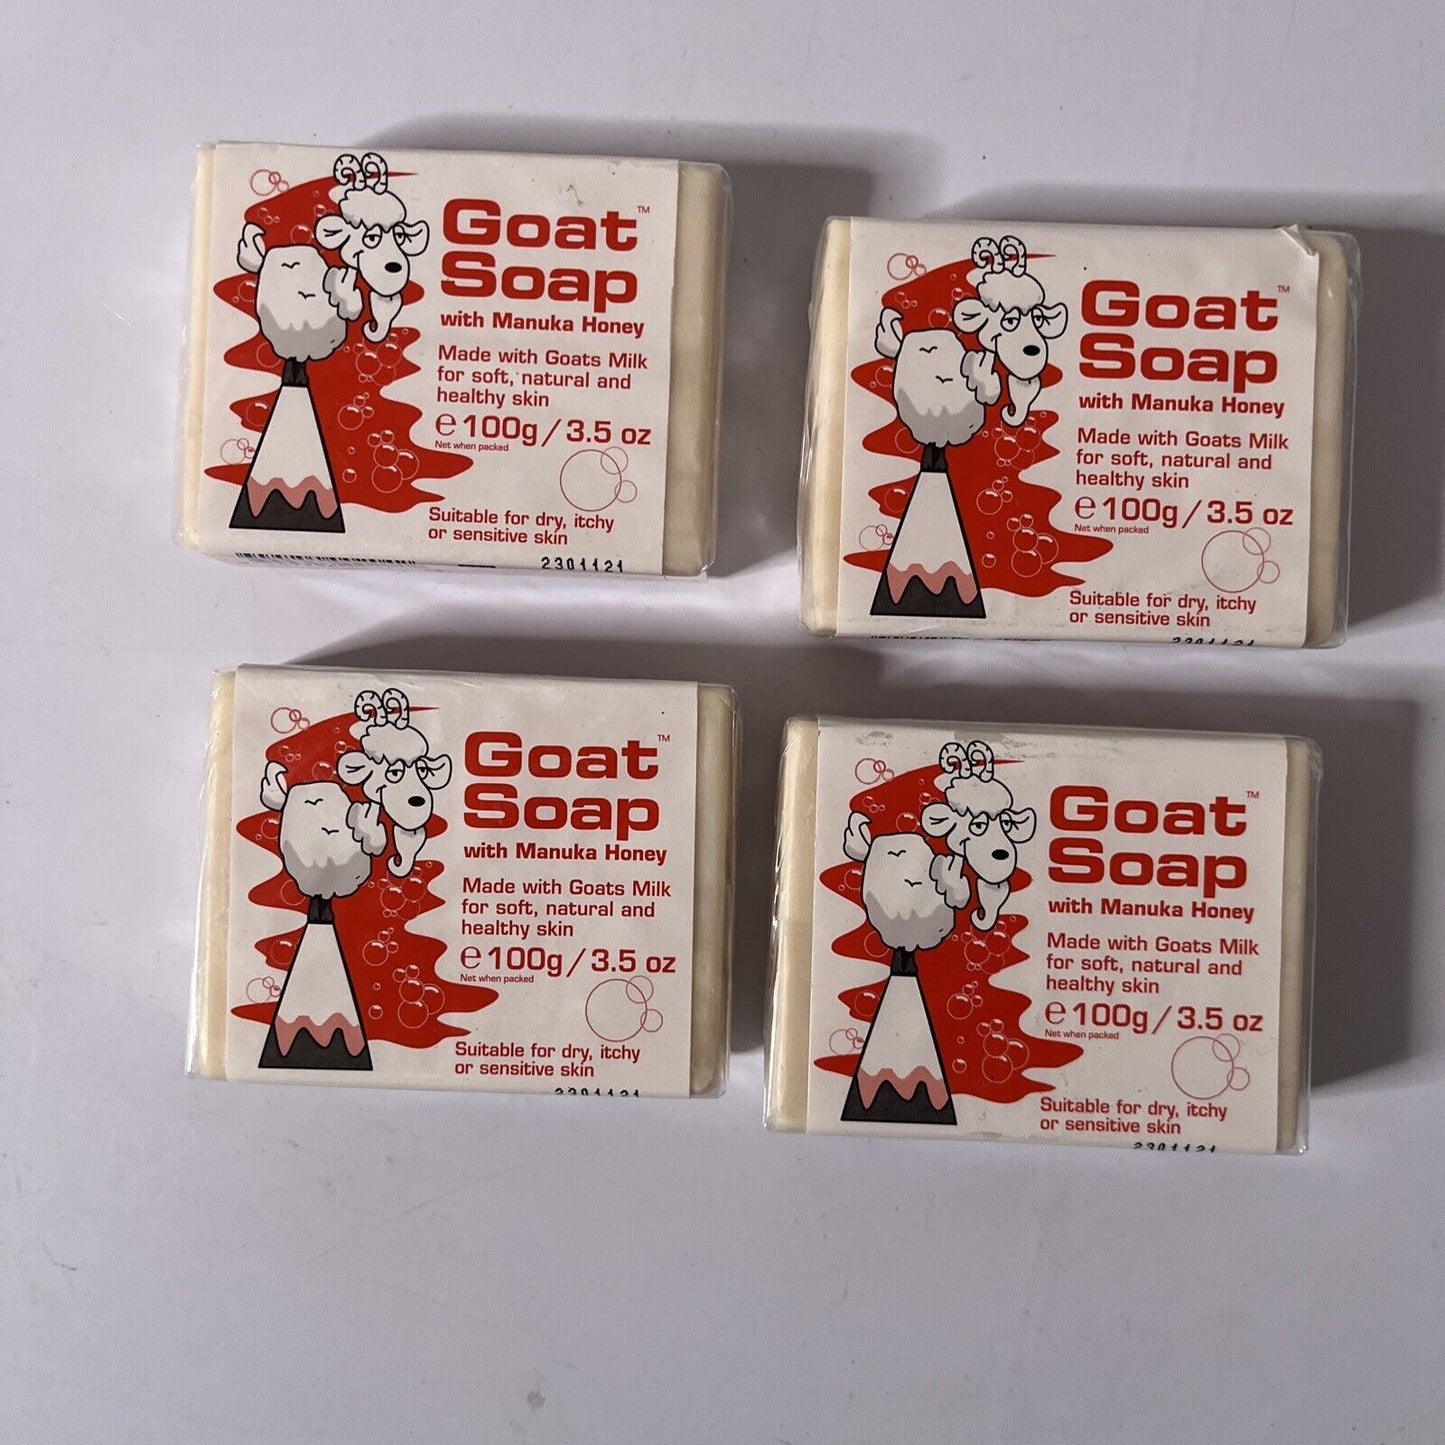 Goat™
Soap
with Manuka Honey
Made with Goats Milk
for soft, natural and
healthy skin
℮ 100g / 3.5 oz
Net when packed
Suitable for dry, itchy
or sensitive skin
2301121
Goat™
Soap
with Manuka Honey
Made with Goats Milk
for soft, natural and
healthy skin
℮ 100g / 3.5 oz
Net when packed
Suitable for dry, itchy
or sensitive skin
2301121
Goat™
Soap
with Manuka Honey
Made with Goats Milk
for soft, natural and
healthy skin
℮ 100g / 3.5 oz
Net when packed
Suitable for dry, itchy
or sensitive skin
2301121
Goat™
Soap
with Manuka Honey
Made with Goats Milk
for soft, natural and
healthy skin
℮ 100g / 3.5 oz
Net when packed
Suitable for dry, itchy
or sensitive skin
2301121